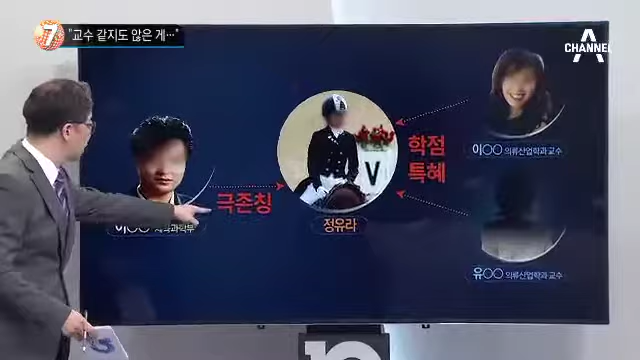 7
"교수 같지도 않은 게…"
CHANNEL A
이○○ 의류산업학과 교수
학점
특혜
극존칭
이○○
정유라
유○○ 의류산업학과 교수